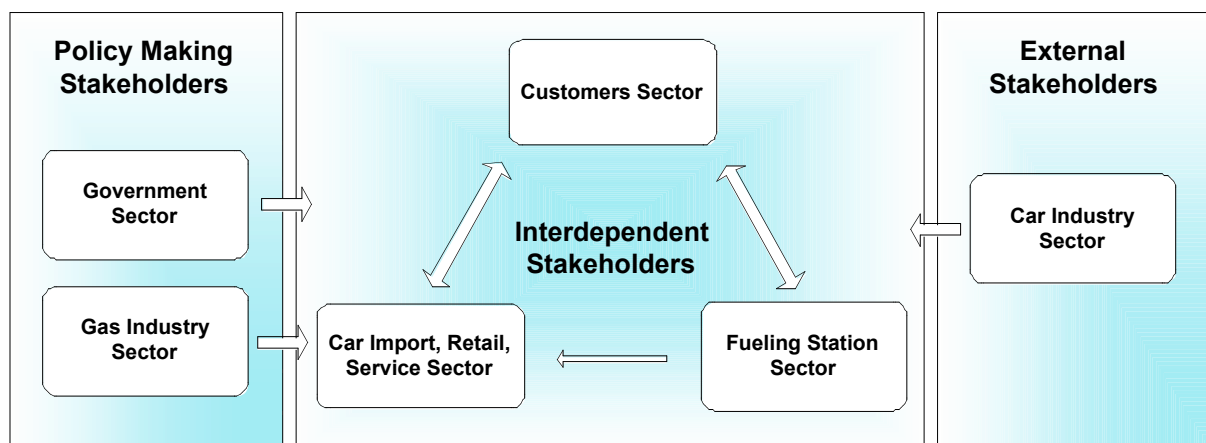 Policy Making
Stakeholders
Government
Sector
Gas Industry
Sector
Customers Sector
Interdependent
Stakeholders
Car Import, Retail,
Service Sector
Fueling Station
Sector
External
Stakeholders
Car Industry
Sector